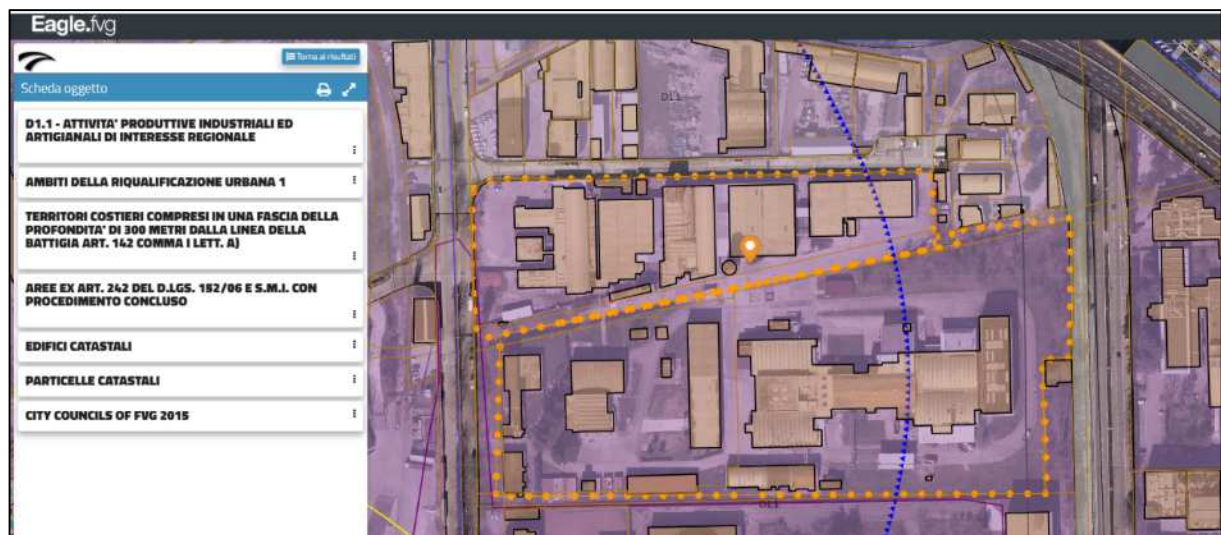 Eagle.fvg
Torna ai risultati
Scheda oggetto
D1.1 - ATTIVITA' PRODUTTIVE INDUSTRIALI ED
ARTIGIANALI DI INTERESSE REGIONALE
AMBITI DELLA RIQUALIFICAZIONE URBANA 1
TERRITORI COSTIERI COMPRESI IN UNA FASCIA DELLA
PROFONDITA' DI 300 METRI DALLA LINEA DELLA
BATTIGIA ART. 142 COMMA I LETT. A)
AREE EX ART. 242 DEL D.LGS. 152/06 E S.M.I. CON
PROCEDIMENTO CONCLUSO
EDIFICI CATASTALI
PARTICELLE CATASTALI
CITY COUNCILS OF FVG 2015
D1.1
D1.1